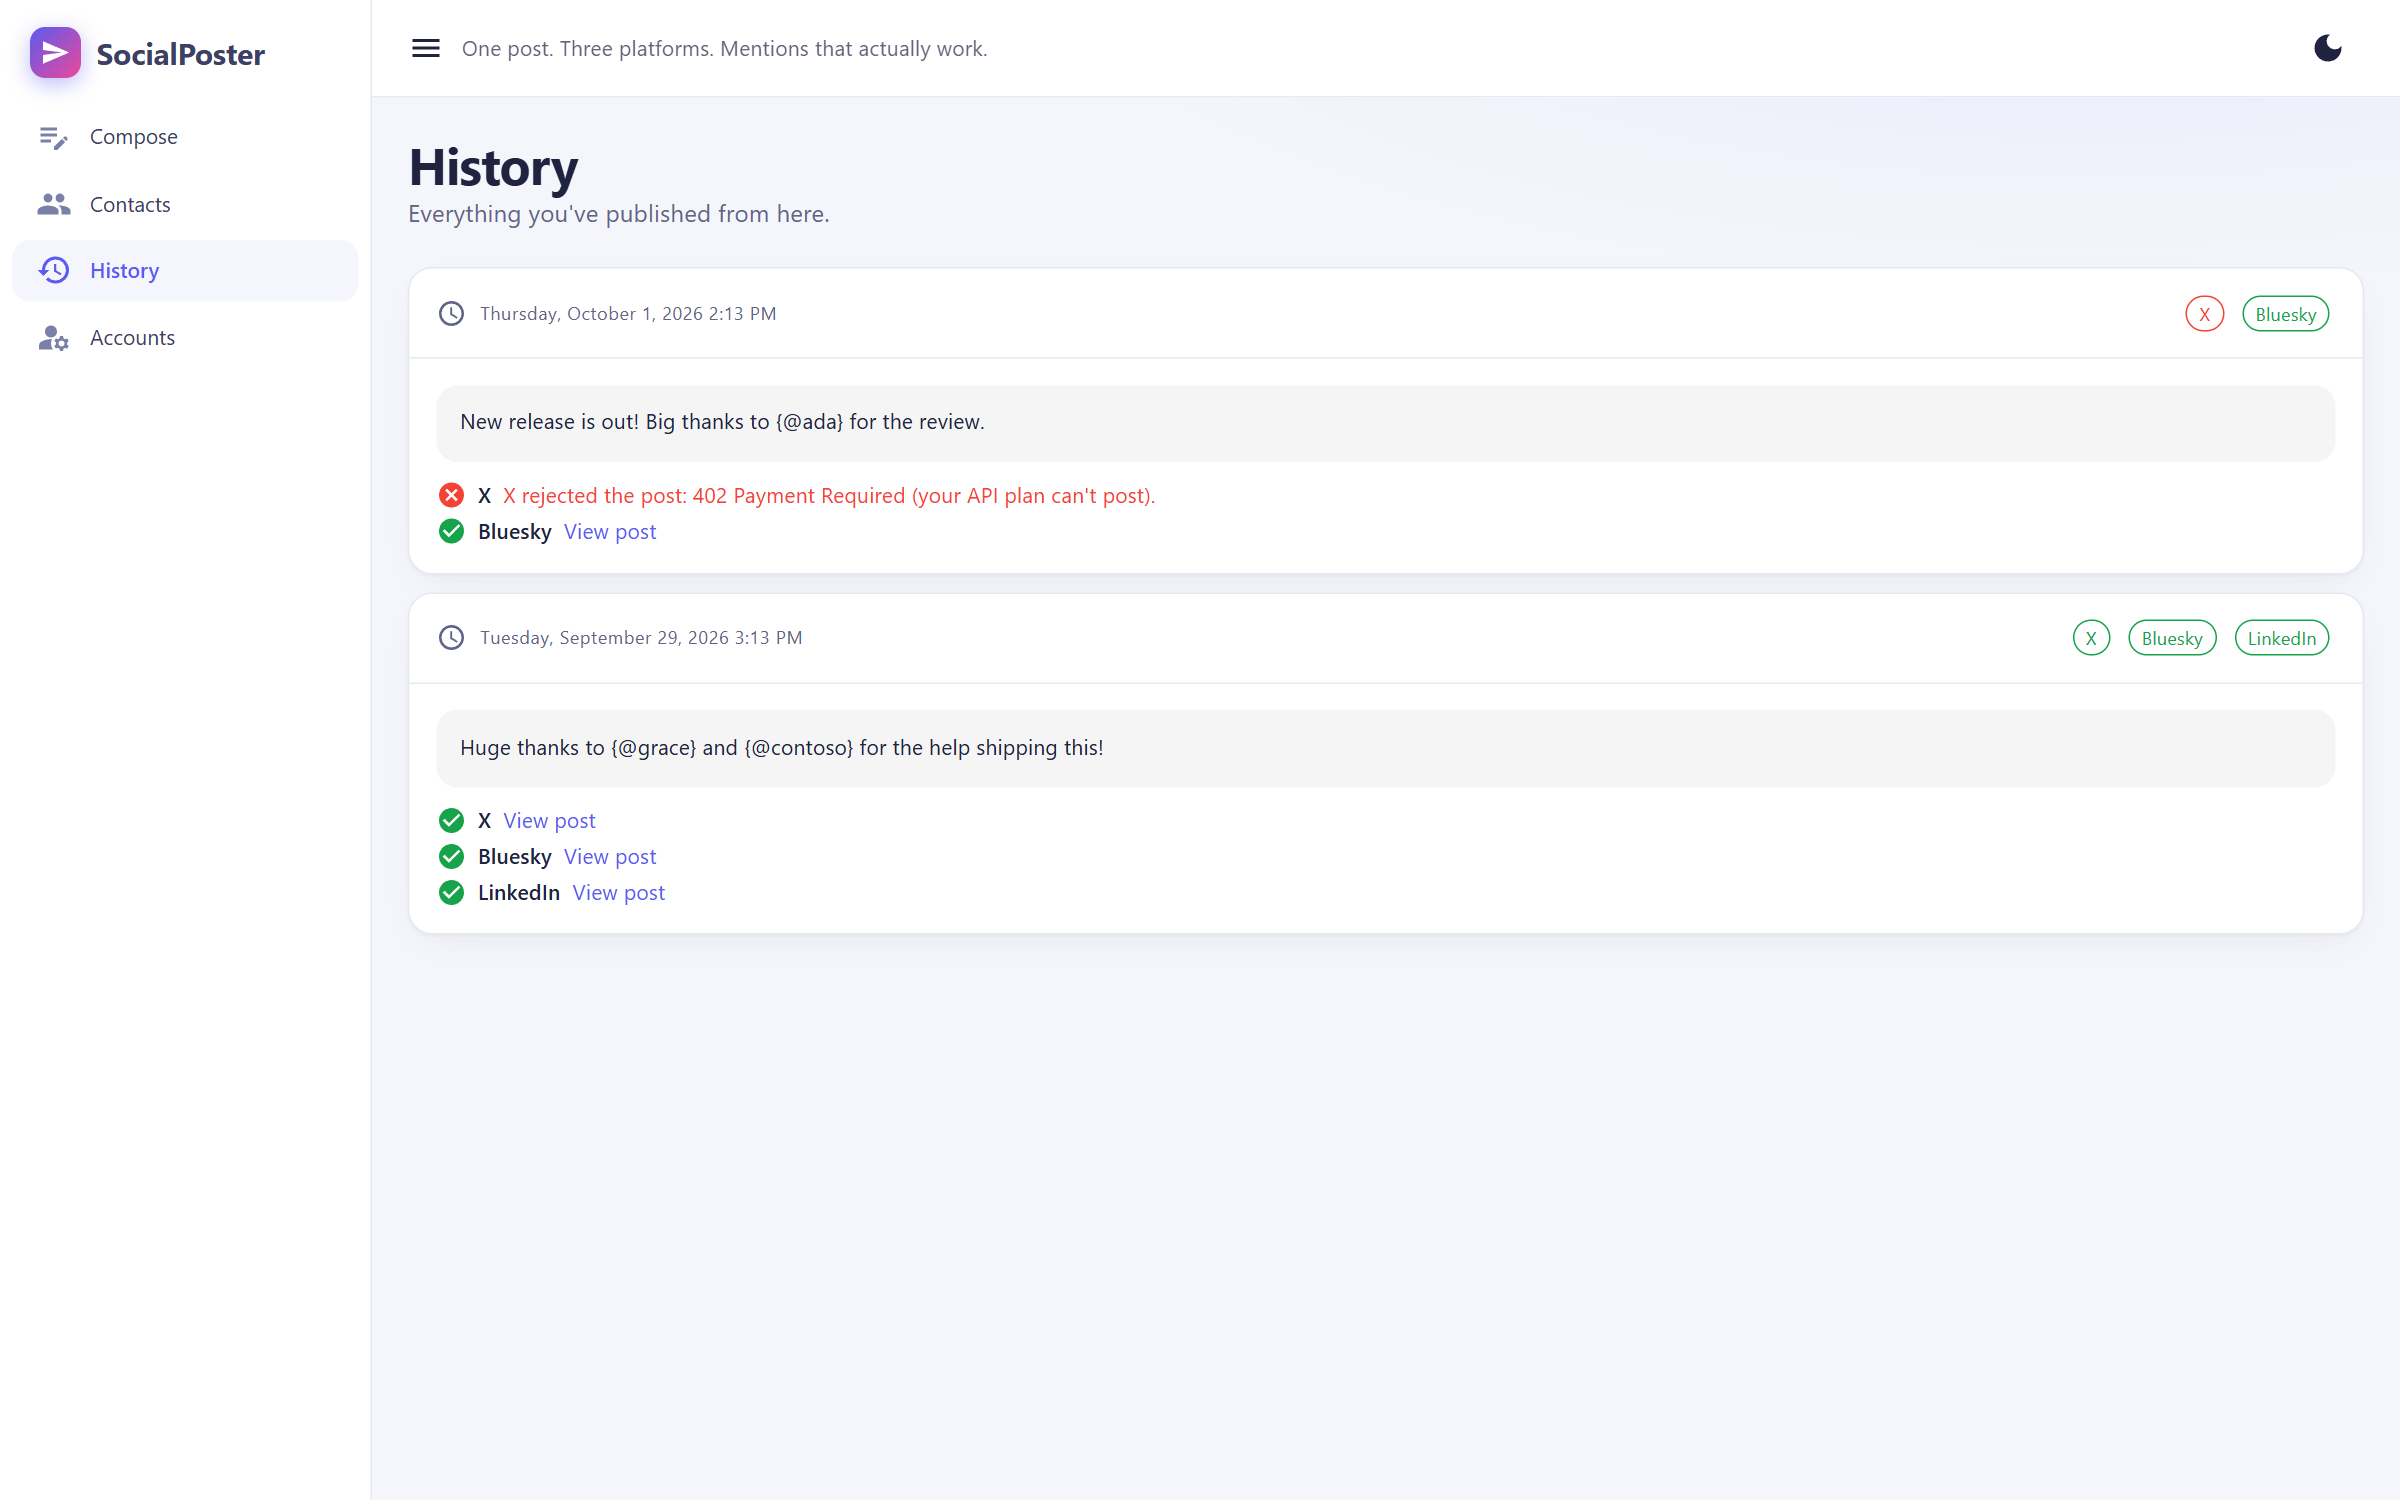 SocialPoster
One post. Three platforms. Mentions that actually work.
Compose
Contacts
History
Accounts
History
Everything you've published from here.
Thursday, October 1, 2026 2:13 PM
X
Bluesky
New release is out! Big thanks to {@ada} for the review.
X X rejected the post: 402 Payment Required (your API plan can't post).
Bluesky View post
Tuesday, September 29, 2026 3:13 PM
X
Bluesky
LinkedIn
Huge thanks to {@grace} and {@contoso} for the help shipping this!
X View post
Bluesky View post
LinkedIn View post